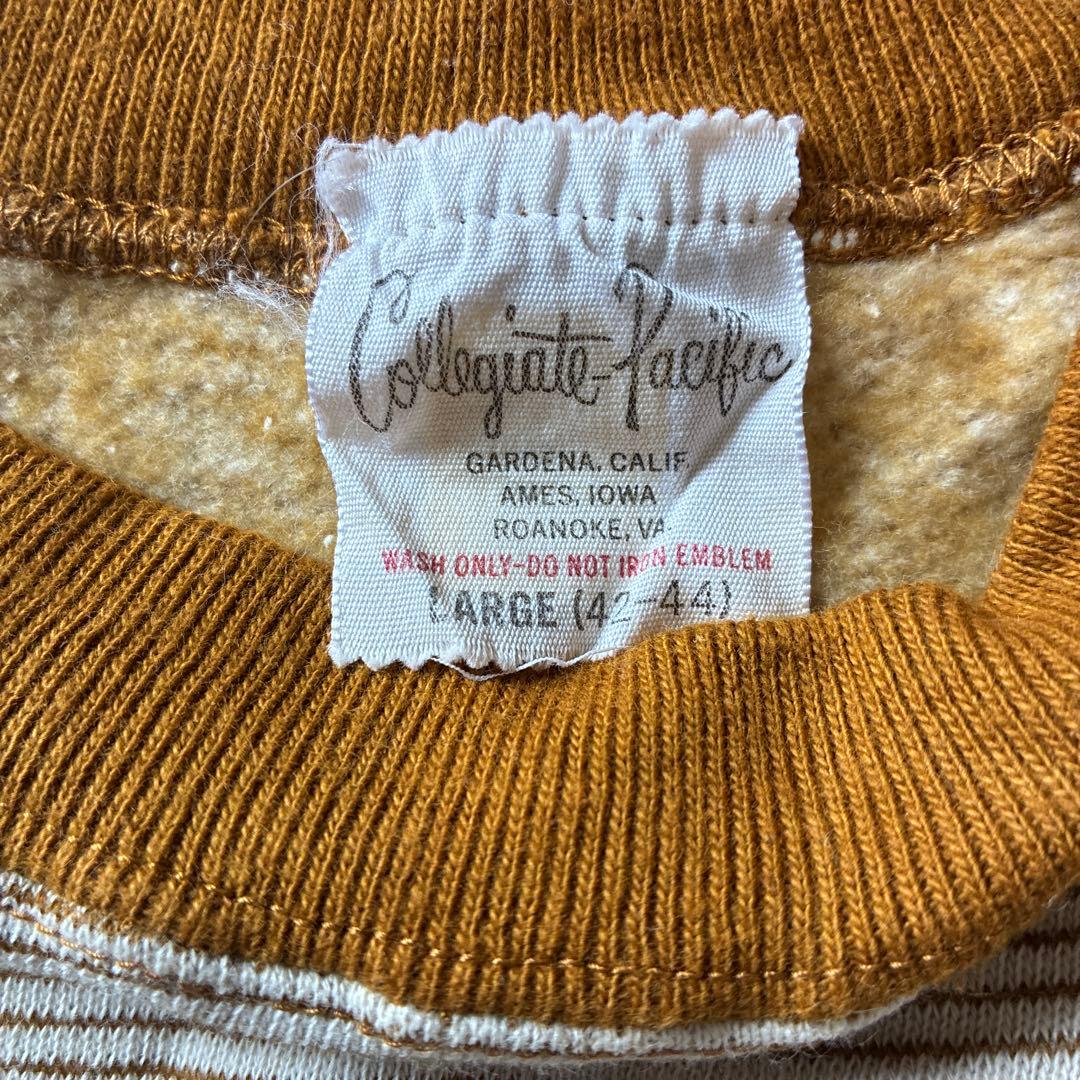 Collegiate-Pacific
GARDENA, CALIF.
AMES, IOWA
ROANOKE, VA
WASH ONLY-DO NOT IRON EMBLEM
LARGE (42-44)